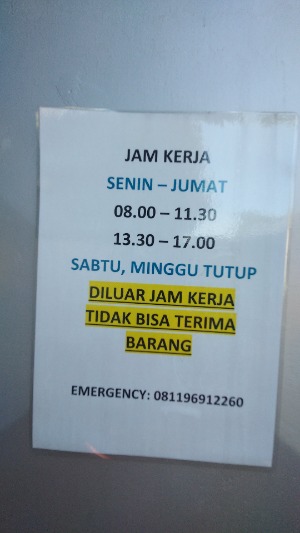 JAM KERJA
SENIN – JUMAT
08.00 – 11.30
13.30 – 17.00
SABTU, MINGGU TUTUP
DILUAR JAM KERJA
TIDAK BISA TERIMA
BARANG
EMERGENCY: 081196912260